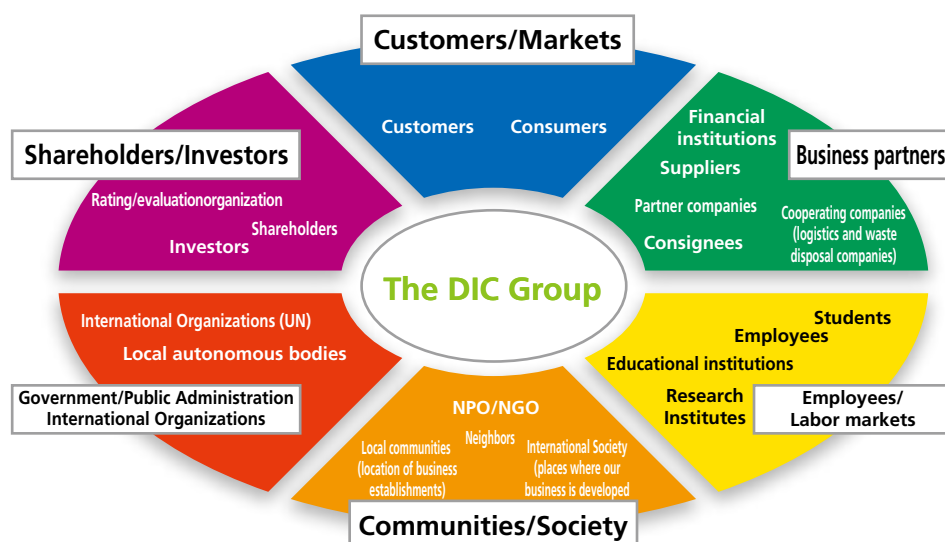 Customers/Markets
Customers
Consumers
Shareholders/Investors
Rating/evaluationorganization
Shareholders
Investors
Financial
institutions
Business partners
Suppliers
Partner companies
Consignees
Cooperating companies
(logistics and waste
disposal companies)
The DIC Group
International Organizations (UN)
Local autonomous bodies
Government/Public Administration
International Organizations
Students
Employees
Educational institutions
Research
Institutes
Employees/
Labor markets
NPO/NGO
Neighbors
Local communities
(location of business
establishments)
International Society
(places where our
business is developed
Communities/Society